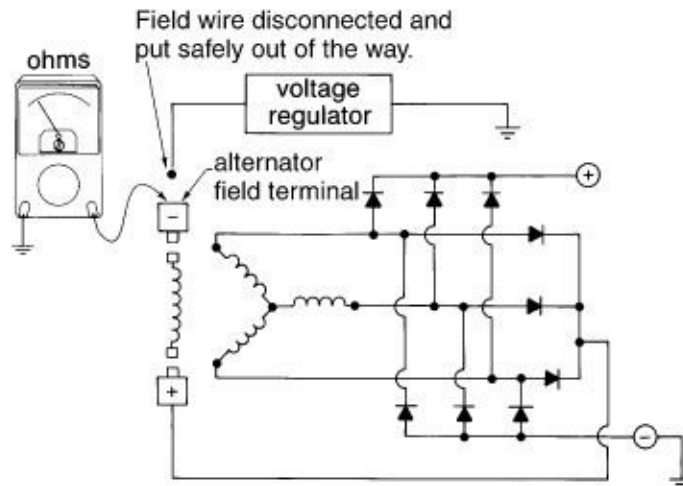 Field wire disconnected and
put safely out of the way.
ohms
voltage
regulator
alternator
field terminal
+
-
+
-